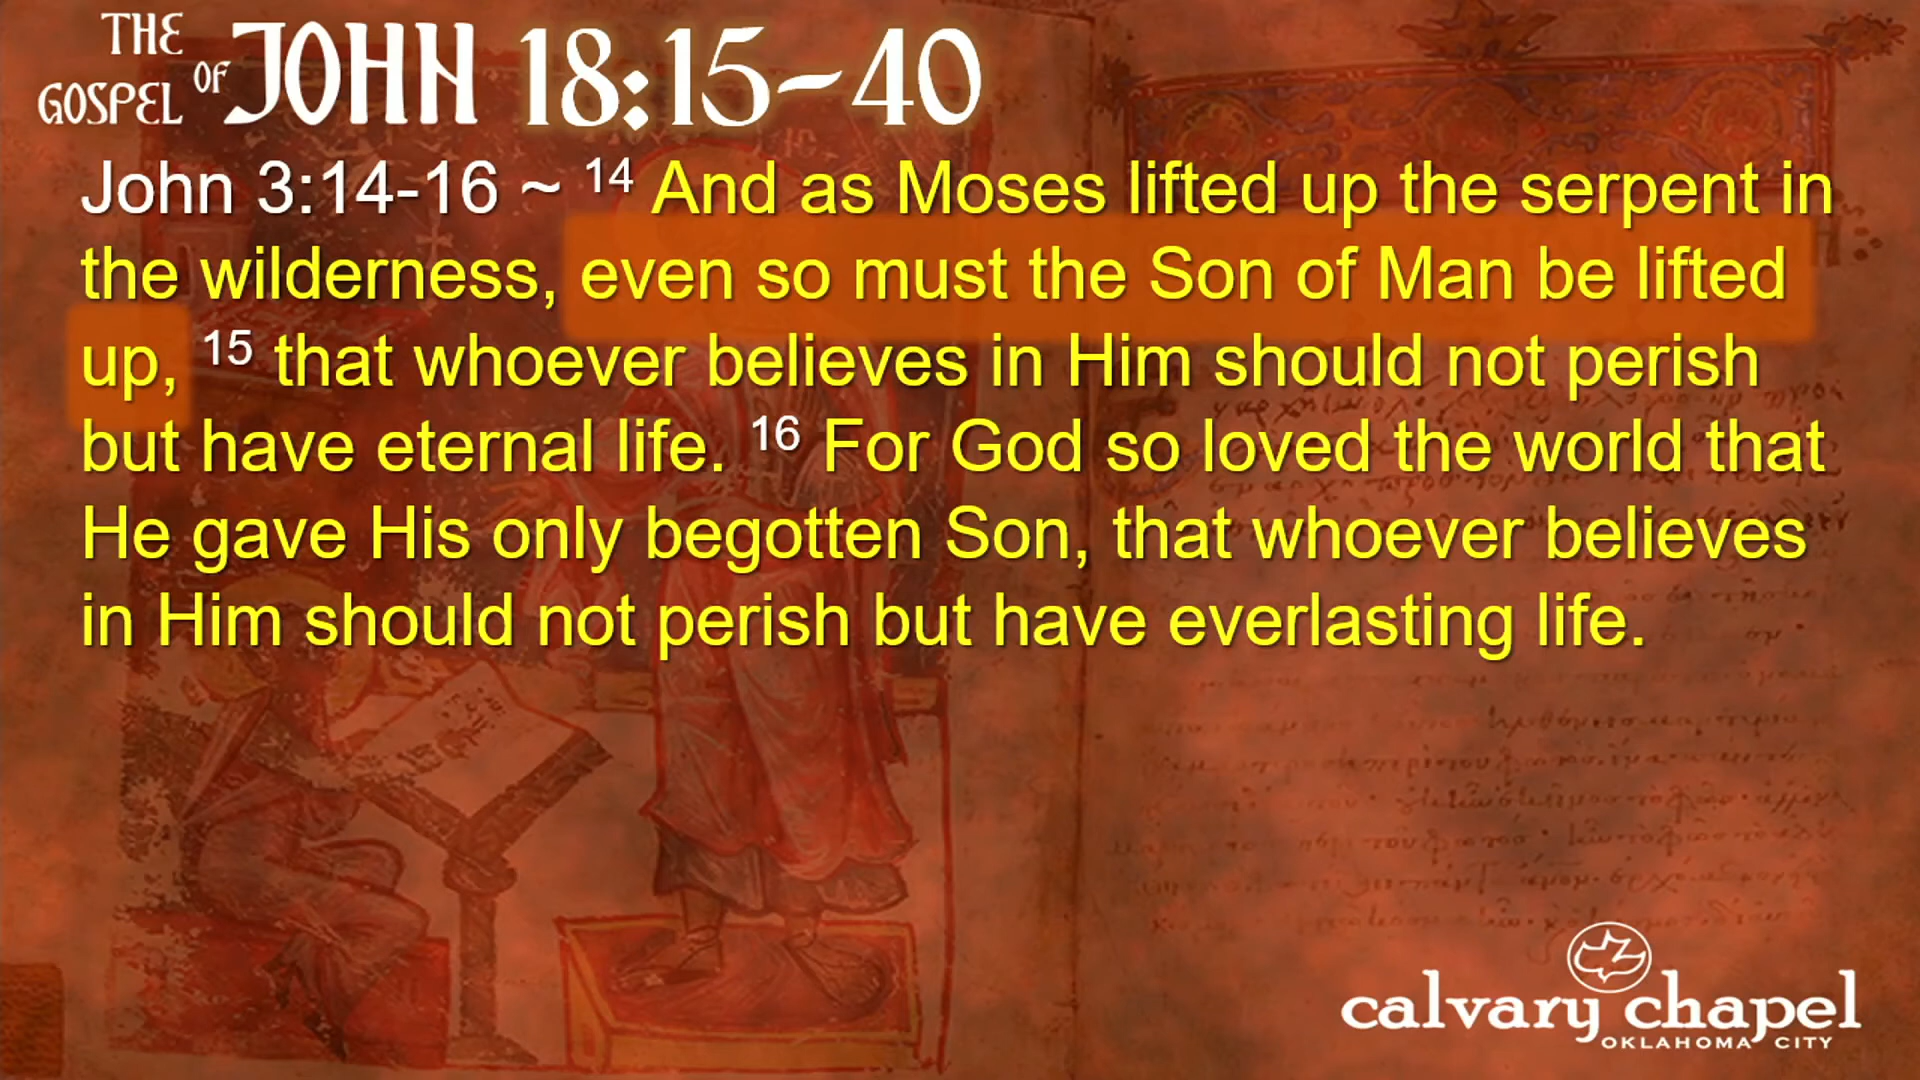 THE GOSPEL OF JOHN 18:15-40
John 3:14-16 ~ 14 And as Moses lifted up the serpent in
the wilderness, even so must the Son of Man be lifted
up, 15 that whoever believes in Him should not perish
but have eternal life. 16 For God so loved the world that
He gave His only begotten Son, that whoever believes
in Him should not perish but have everlasting life.
calvary chapel
OKLAHOMA CITY